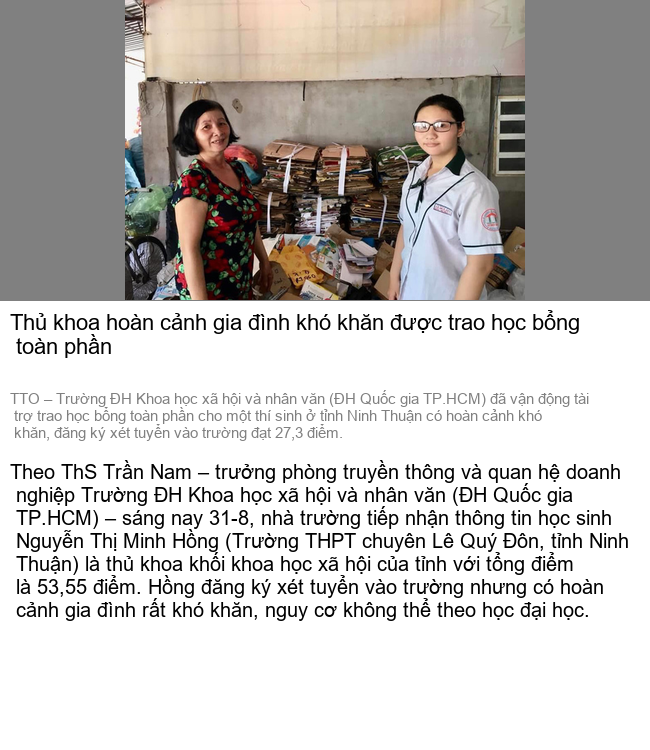 Thủ khoa hoàn cảnh gia đình khó khăn được trao học bổng
toàn phần
TTO – Trường ĐH Khoa học xã hội và nhân văn (ĐH Quốc gia TP.HCM) đã vận động tài
trợ trao học bổng toàn phần cho một thí sinh ở tỉnh Ninh Thuận có hoàn cảnh khó
khăn, đăng ký xét tuyển vào trường đạt 27,3 điểm.
Theo ThS Trần Nam – trưởng phòng truyền thông và quan hệ doanh
nghiệp Trường ĐH Khoa học xã hội và nhân văn (ĐH Quốc gia
TP.HCM) – sáng nay 31-8, nhà trường tiếp nhận thông tin học sinh
Nguyễn Thị Minh Hồng (Trường THPT chuyên Lê Quý Đôn, tỉnh Ninh
Thuận) là thủ khoa khối khoa học xã hội của tỉnh với tổng điểm
là 53,55 điểm. Hồng đăng ký xét tuyển vào trường nhưng có hoàn
cảnh gia đình rất khó khăn, nguy cơ không thể theo học đại học.